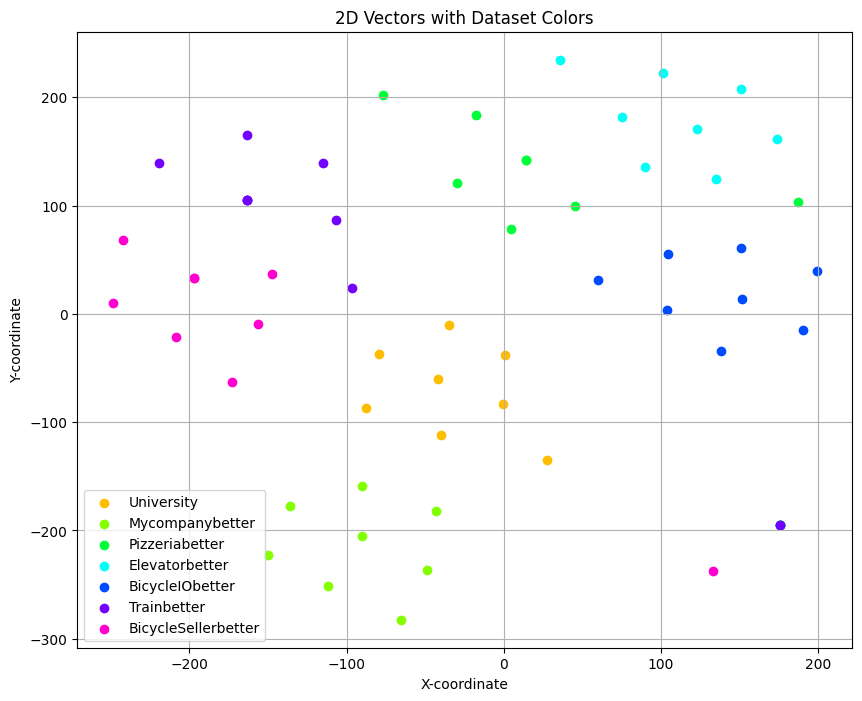 2D Vectors with Dataset Colors
Y-coordinate
200
100
0
−100
−200
−300
University
Mycompanybetter
Pizzeriabetter
Elevatorbetter
BicycleIObetter
Trainbetter
BicycleSellerbetter
−200
−100
0
100
200
X-coordinate